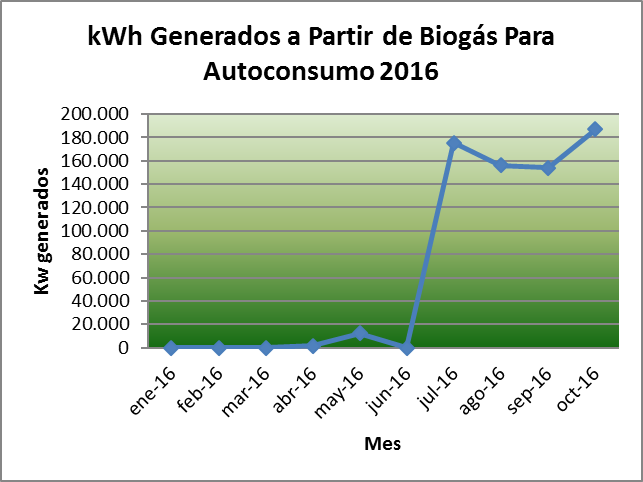 kWh Generados a Partir de Biogás Para
Autoconsumo 2016
Kw generados
200.000
180.000
160.000
140.000
120.000
100.000
80.000
60.000
40.000
20.000
0
ene-16
feb-16
mar-16
abr-16
may-16
jun-16
jul-16
ago-16
sep-16
oct-16
Mes